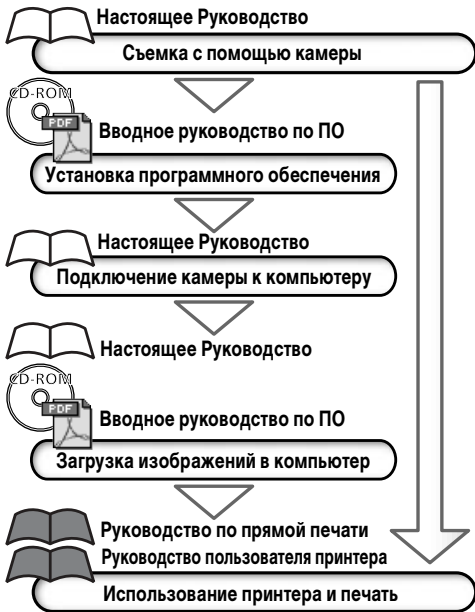 Настоящее Руководство
Съемка с помощью камеры
CD-ROM
PDF
Вводное руководство по ПО
Установка программного обеспечения
Настоящее Руководство
Подключение камеры к компьютеру
Настоящее Руководство
CD-ROM
PDF
Вводное руководство по ПО
Загрузка изображений в компьютер
Руководство по прямой печати
Руководство пользователя принтера
Использование принтера и печать